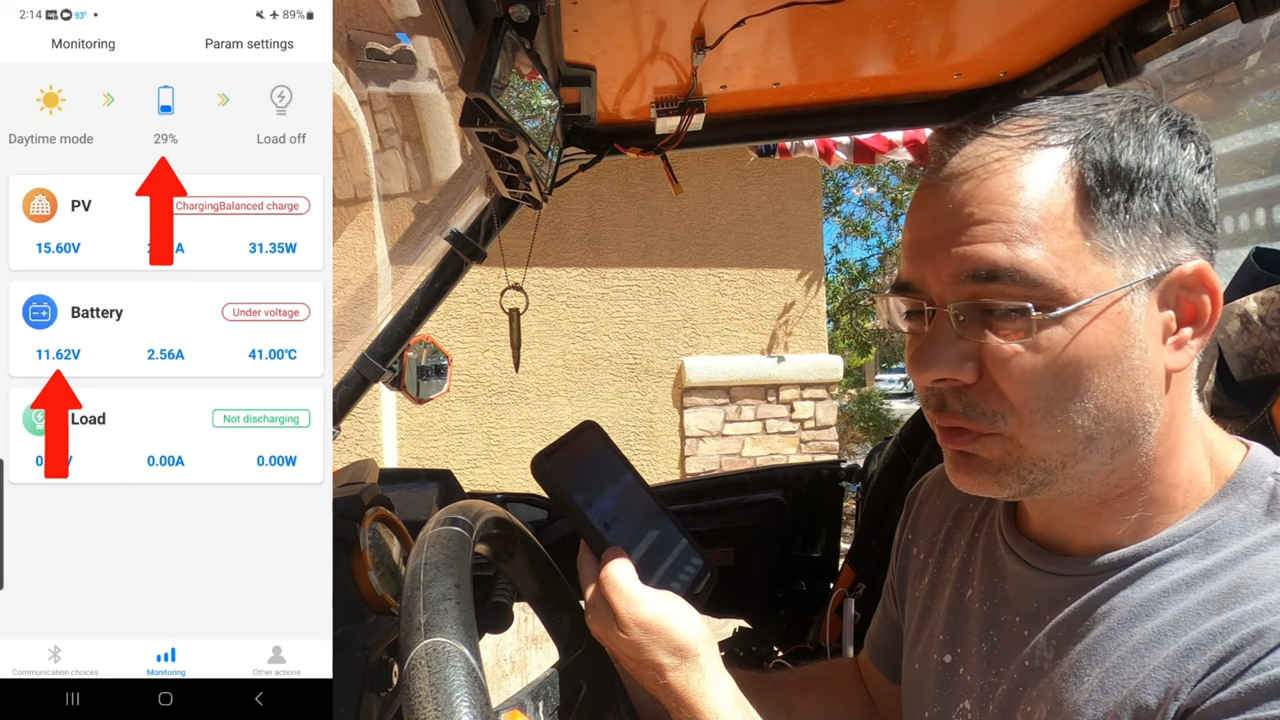 2:14 93° 89%
Monitoring Param settings
Daytime mode 29% Load off
PV ChargingBalanced charge
15.60V A 31.35W
Battery Under voltage
11.62V 2.56A 41.00℃
Load Not discharging
0.00A 0.00W
Communication choices Monitoring Other actions